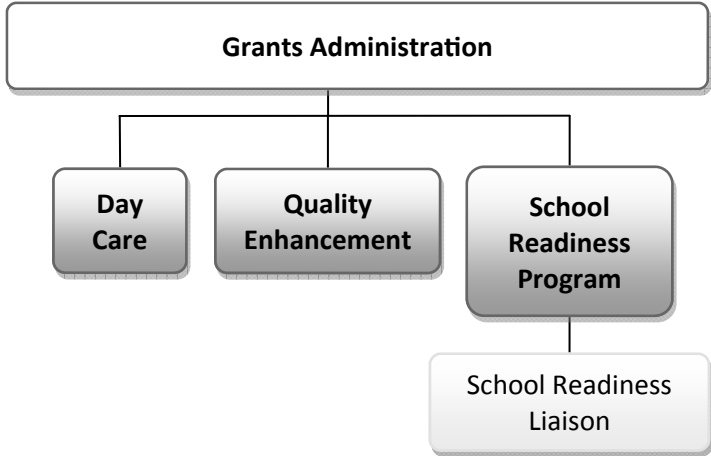 Grants Administration
Day
Care
Quality
Enhancement
School
Readiness
Program
School Readiness
Liaison